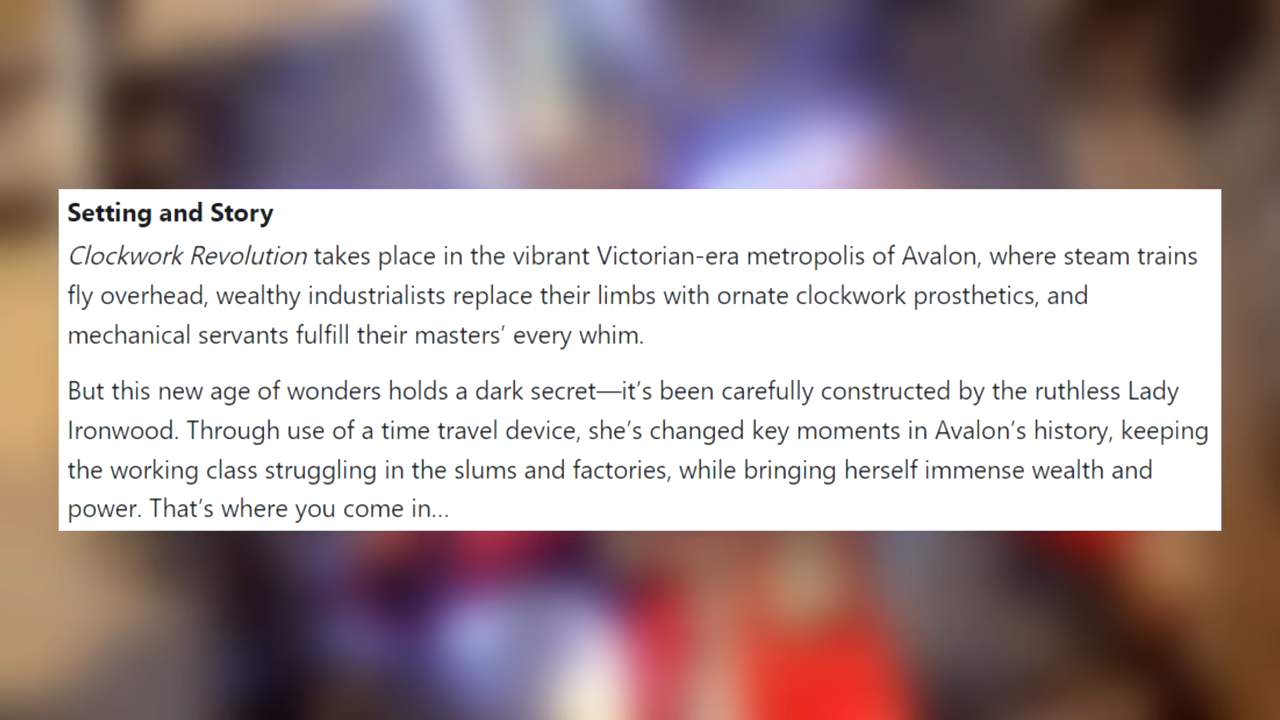 Setting and Story
Clockwork Revolution takes place in the vibrant Victorian-era metropolis of Avalon, where steam trains
fly overhead, wealthy industrialists replace their limbs with ornate clockwork prosthetics, and
mechanical servants fulfill their masters’ every whim.
But this new age of wonders holds a dark secret—it’s been carefully constructed by the ruthless Lady
Ironwood. Through use of a time travel device, she’s changed key moments in Avalon’s history, keeping
the working class struggling in the slums and factories, while bringing herself immense wealth and
power. That’s where you come in...